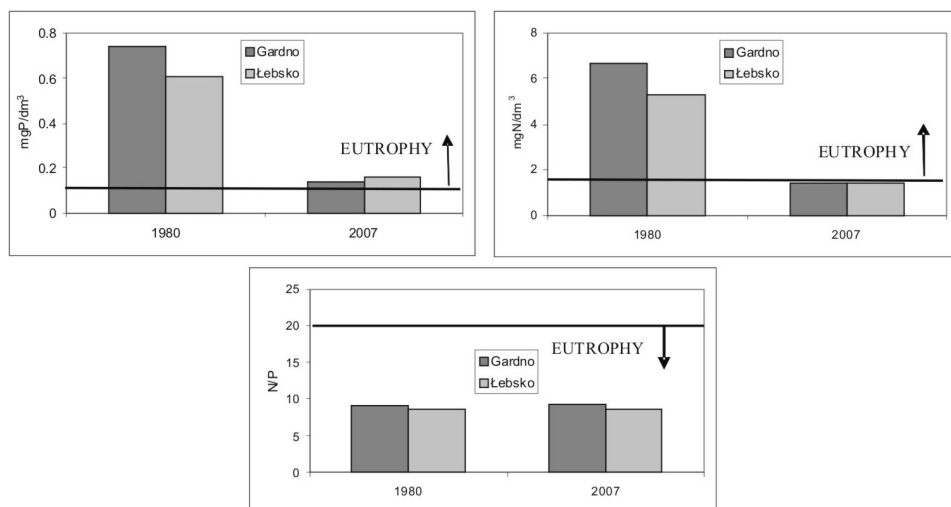 0.8
0.6
0.4
0.2
0
mgP/dm³
Gardno
Łebsko
EUTROPHY
1980
2007
8
6
4
2
0
mgN/dm³
Gardno
Łebsko
EUTROPHY
1980
2007
25
20
15
10
5
0
N/P
EUTROPHY
Gardno
Łebsko
1980
2007